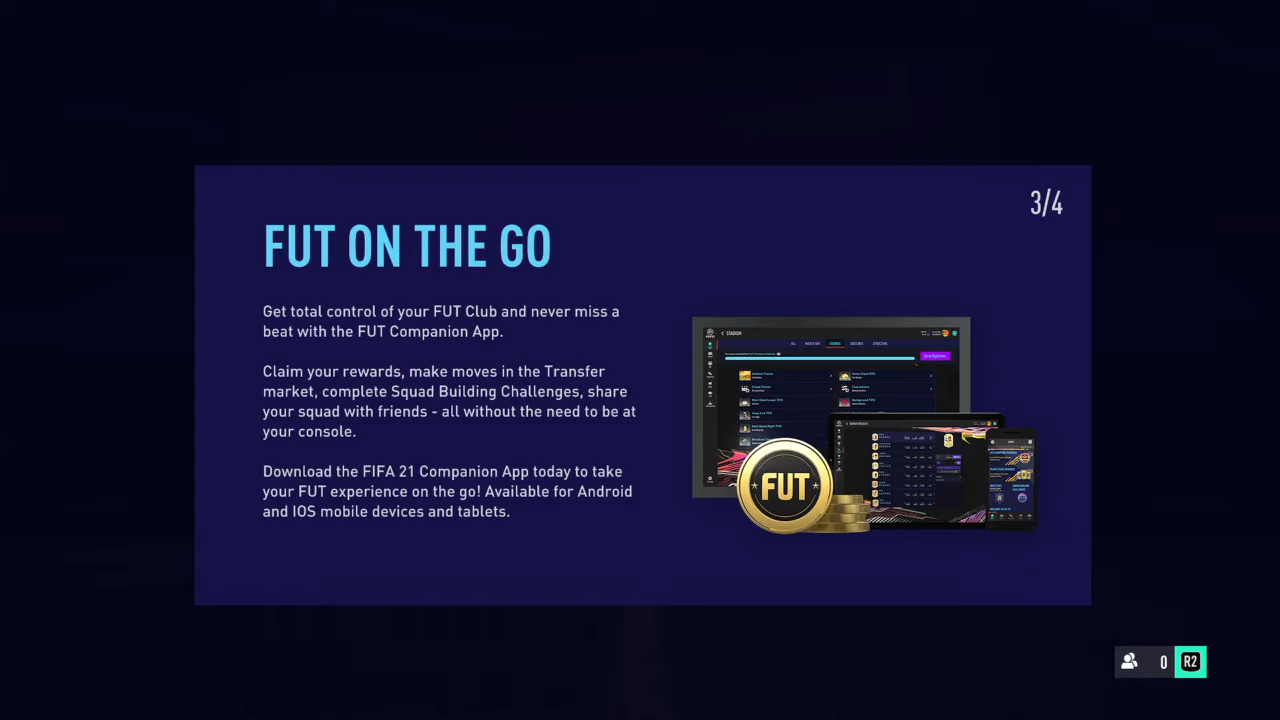 3/4
FUT ON THE GO
Get total control of your FUT Club and never miss a
beat with the FUT Companion App.
Claim your rewards, make moves in the Transfer
market, complete Squad Building Challenges, share
your squad with friends - all without the need to be at
your console.
Download the FIFA 21 Companion App today to take
your FUT experience on the go! Available for Android
and IOS mobile devices and tablets.
STADIUM
FUT
0 R2